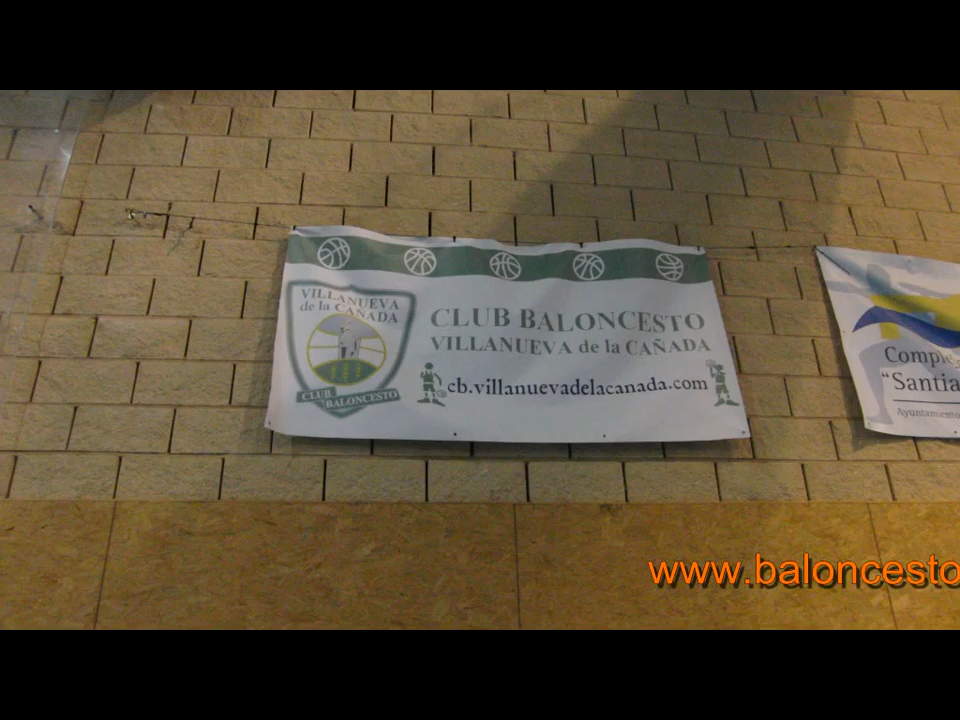 VILLANUEVA
de la CAÑADA
CLUB
BALONCESTO
CLUB BALONCESTO
VILLANUEVA de la CAÑADA
cb.villanuevadelacanada.com
Comple
"Santia
Ayuntamiento
www.baloncesto